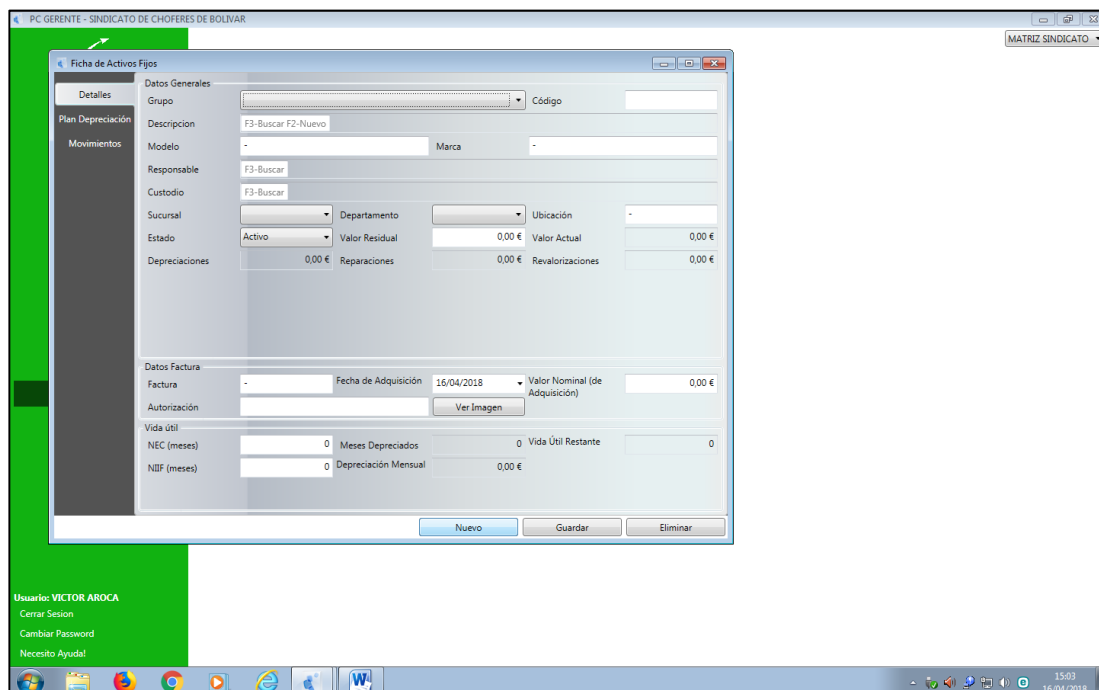 PC GERENTE - SINDICATO DE CHOFERES DE BOLIVAR
MATRIZ SINDICATO
Ficha de Activos Fijos
Detalles
Plan Depreciación
Movimientos
Datos Generales
Grupo Código
Descripcion F3-Buscar F2-Nuevo
Modelo - Marca -
Responsable F3-Buscar
Custodio F3-Buscar
Sucursal Departamento Ubicación -
Estado Activo Valor Residual 0,00 € Valor Actual 0,00 €
Depreciaciones 0,00 € Reparaciones 0,00 € Revalorizaciones 0,00 €
Datos Factura
Factura - Fecha de Adquisición 16/04/2018 Valor Nominal (de Adquisición) 0,00 €
Autorización Ver Imagen
Vida útil
NEC (meses) 0 Meses Depreciados 0 Vida Útil Restante 0
NIIF (meses) 0 Depreciación Mensual 0,00 €
Nuevo Guardar Eliminar
Usuario: VICTOR AROCA
Cerrar Sesion
Cambiar Password
Necesito Ayuda!
15:03
16/04/2018